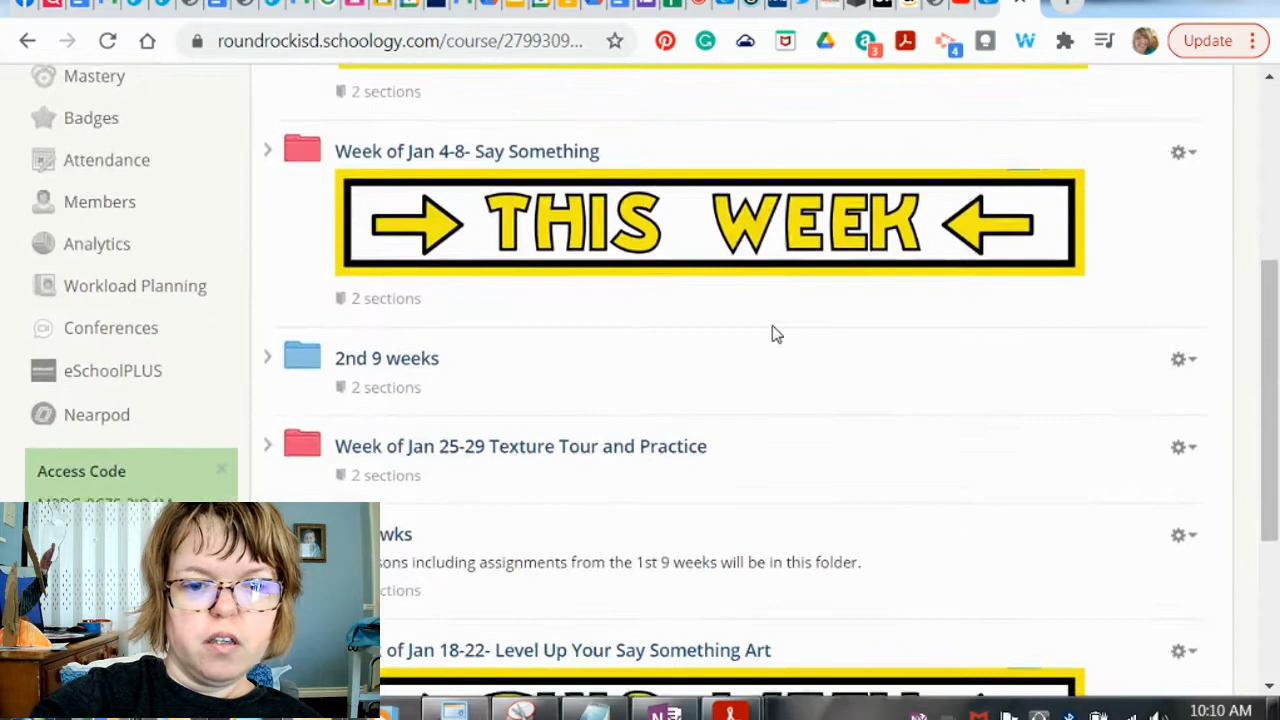 roundrockisd.schoology.com/course/2799309...
3
4
Update
Mastery
Badges
Attendance
Members
Analytics
Workload Planning
Conferences
eSchoolPLUS
Nearpod
Access Code
2 sections
Week of Jan 4-8- Say Something
THIS WEEK
2 sections
2nd 9 weeks
2 sections
Week of Jan 25-29 Texture Tour and Practice
2 sections
wks
sons including assignments from the 1st 9 weeks will be in this folder.
ctions
of Jan 18-22- Level Up Your Say Something Art
10:10 AM